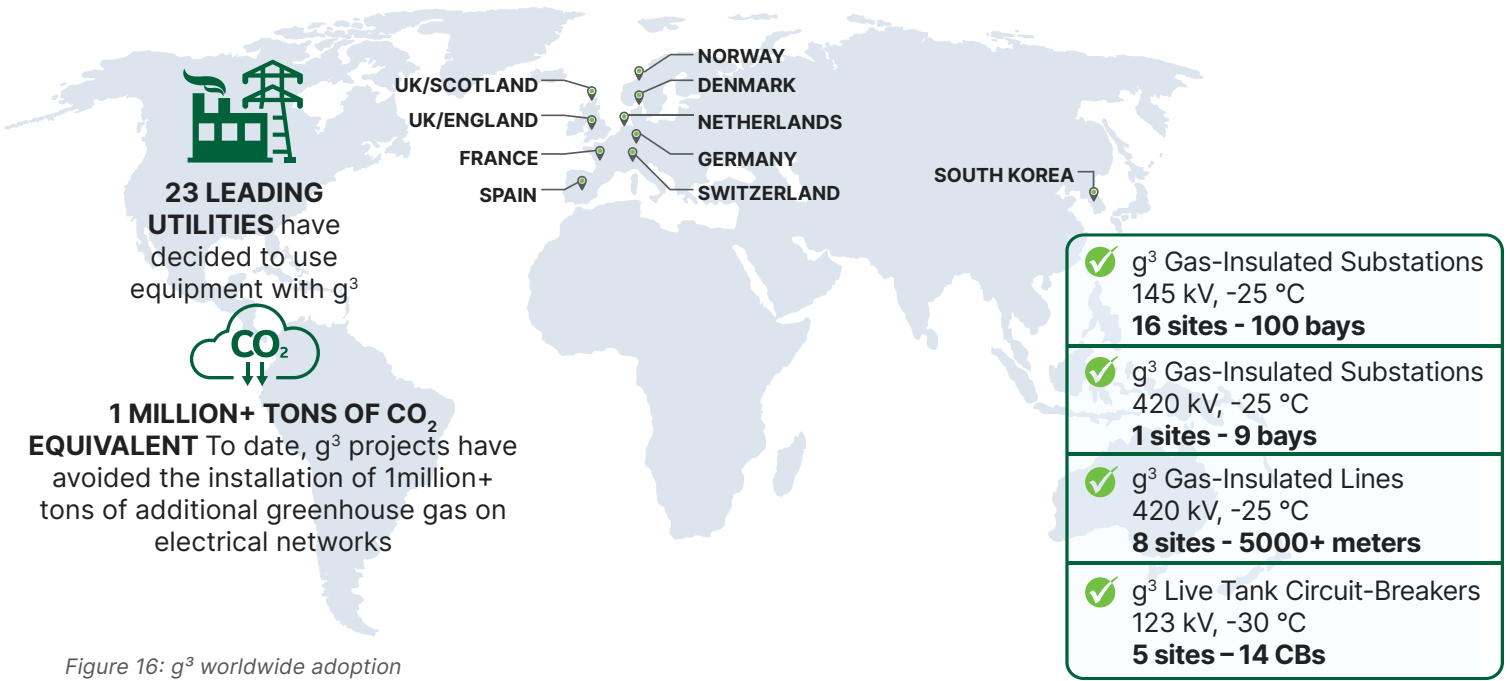 23 LEADING
UTILITIES have
decided to use
equipment with g³
CO₂
1 MILLION+ TONS OF CO₂
EQUIVALENT To date, g³ projects have
avoided the installation of 1million+
tons of additional greenhouse gas on
electrical networks
UK/SCOTLAND
UK/ENGLAND
FRANCE
SPAIN
NORWAY
DENMARK
NETHERLANDS
GERMANY
SWITZERLAND
SOUTH KOREA
g³ Gas-Insulated Substations
145 kV, -25 °C
16 sites - 100 bays
g³ Gas-Insulated Substations
420 kV, -25 °C
1 sites - 9 bays
g³ Gas-Insulated Lines
420 kV, -25 °C
8 sites - 5000+ meters
g³ Live Tank Circuit-Breakers
123 kV, -30 °C
5 sites – 14 CBs
Figure 16: g³ worldwide adoption